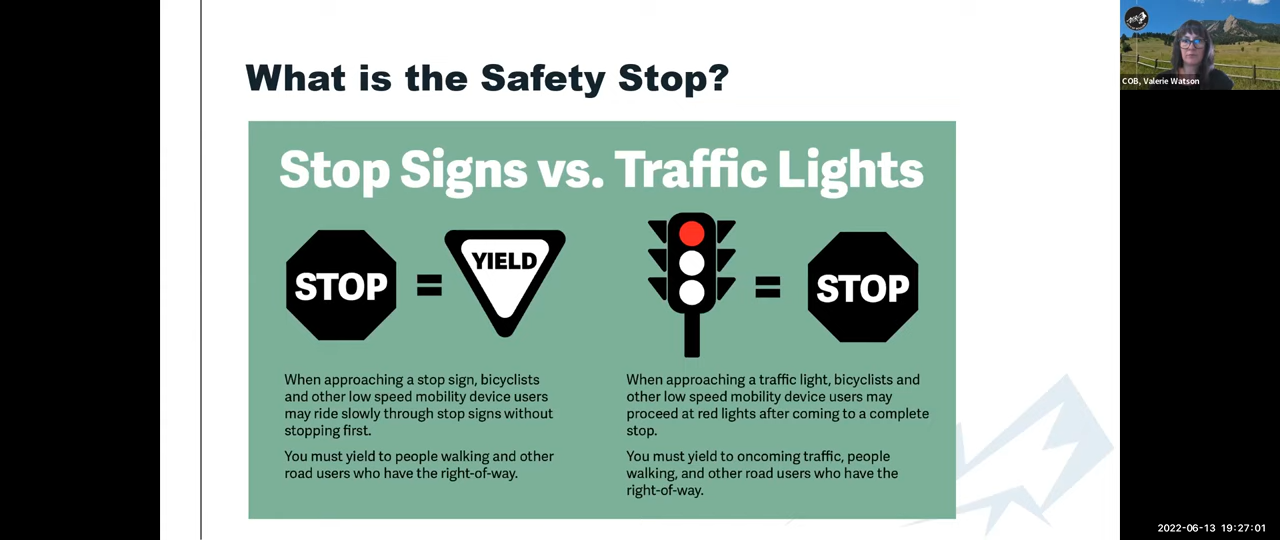 What is the Safety Stop?
Stop Signs vs. Traffic Lights
STOP = YIELD
= STOP
When approaching a stop sign, bicyclists
and other low speed mobility device users
may ride slowly through stop signs without
stopping first.
You must yield to people walking and other
road users who have the right-of-way.
When approaching a traffic light, bicyclists and
other low speed mobility device users may
proceed at red lights after coming to a complete
stop.
You must yield to oncoming traffic, people
walking, and other road users who have the
right-of-way.
COB, Valerie Watson
2022-06-13 19:27:01